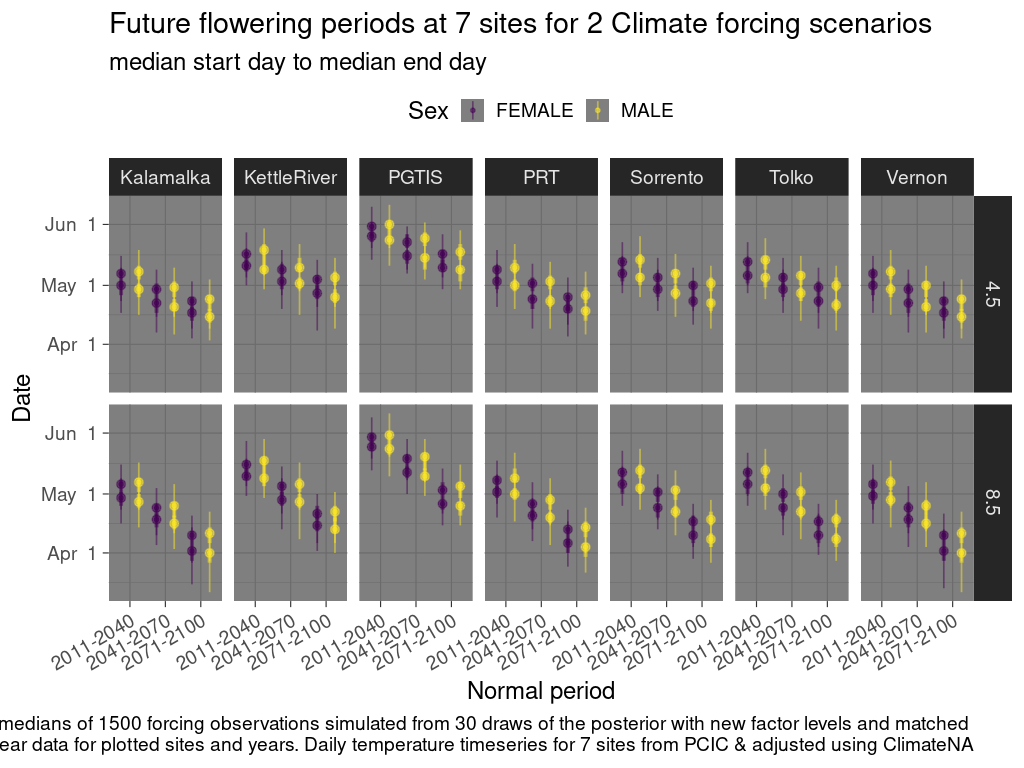 Future flowering periods at 7 sites for 2 Climate forcing scenarios
median start day to median end day
Sex FEMALE MALE
Kalamalka KettleRiver PGTIS PRT Sorrento Tolko Vernon
Jun 1
May 1
Apr 1
4.5
Date
Jun 1
May 1
Apr 1
8.5
2011-2040 2041-2070 2071-2100 2011-2040 2041-2070 2071-2100 2011-2040 2041-2070 2071-2100 2011-2040 2041-2070 2071-2100 2011-2040 2041-2070 2071-2100 2011-2040 2041-2070 2071-2100 2011-2040 2041-2070 2071-2100
Normal period
medians of 1500 forcing observations simulated from 30 draws of the posterior with new factor levels and matched
data for plotted sites and years. Daily temperature timeseries for 7 sites from PCIC & adjusted using ClimateNA